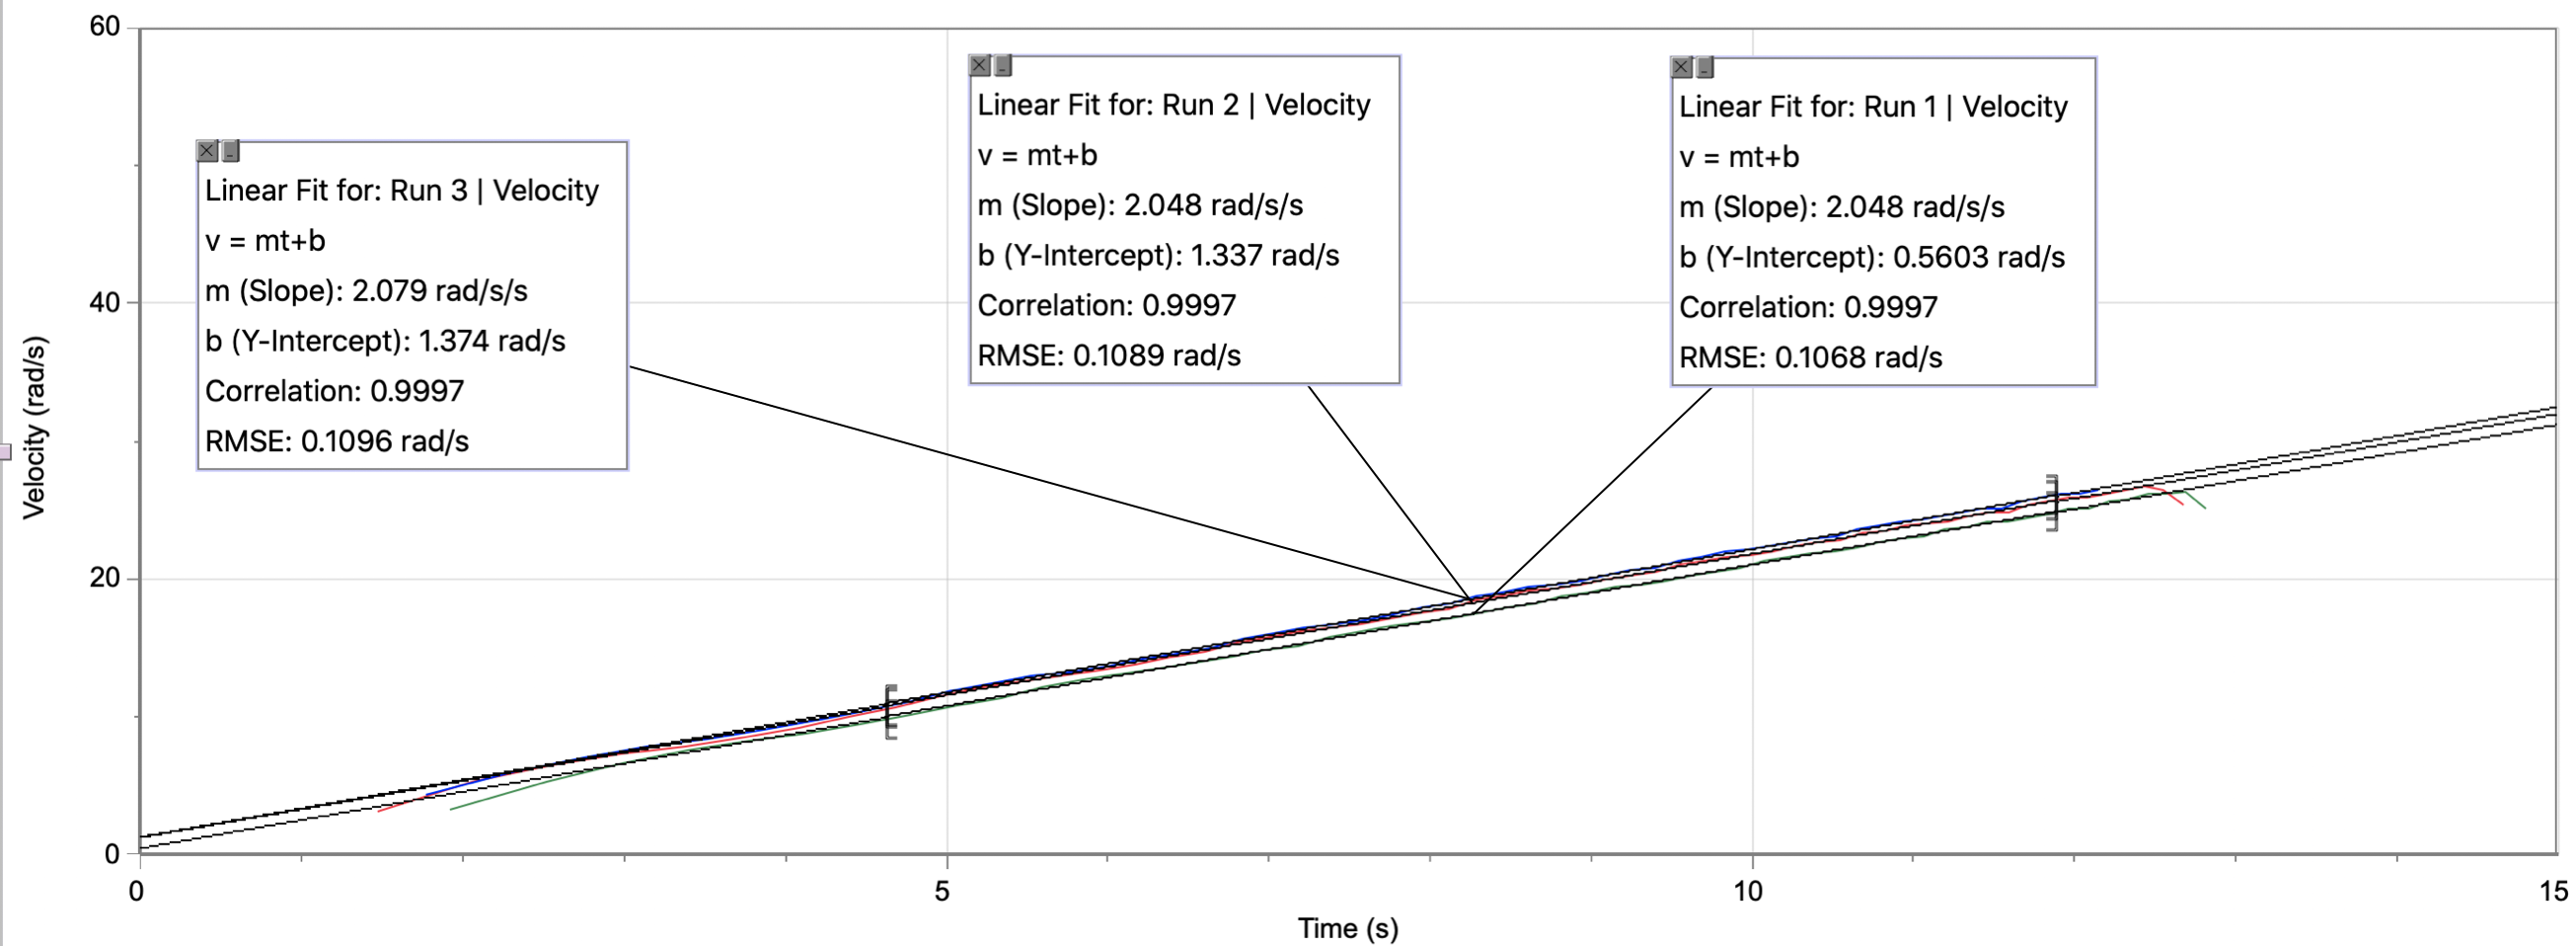 60
40
20
0
Velocity (rad/s)
Linear Fit for: Run 3 | Velocity
v = mt+b
m (Slope): 2.079 rad/s/s
b (Y-Intercept): 1.374 rad/s
Correlation: 0.9997
RMSE: 0.1096 rad/s
Linear Fit for: Run 2 | Velocity
v = mt+b
m (Slope): 2.048 rad/s/s
b (Y-Intercept): 1.337 rad/s
Correlation: 0.9997
RMSE: 0.1089 rad/s
Linear Fit for: Run 1 | Velocity
v = mt+b
m (Slope): 2.048 rad/s/s
b (Y-Intercept): 0.5603 rad/s
Correlation: 0.9997
RMSE: 0.1068 rad/s
0
5
10
15
Time (s)